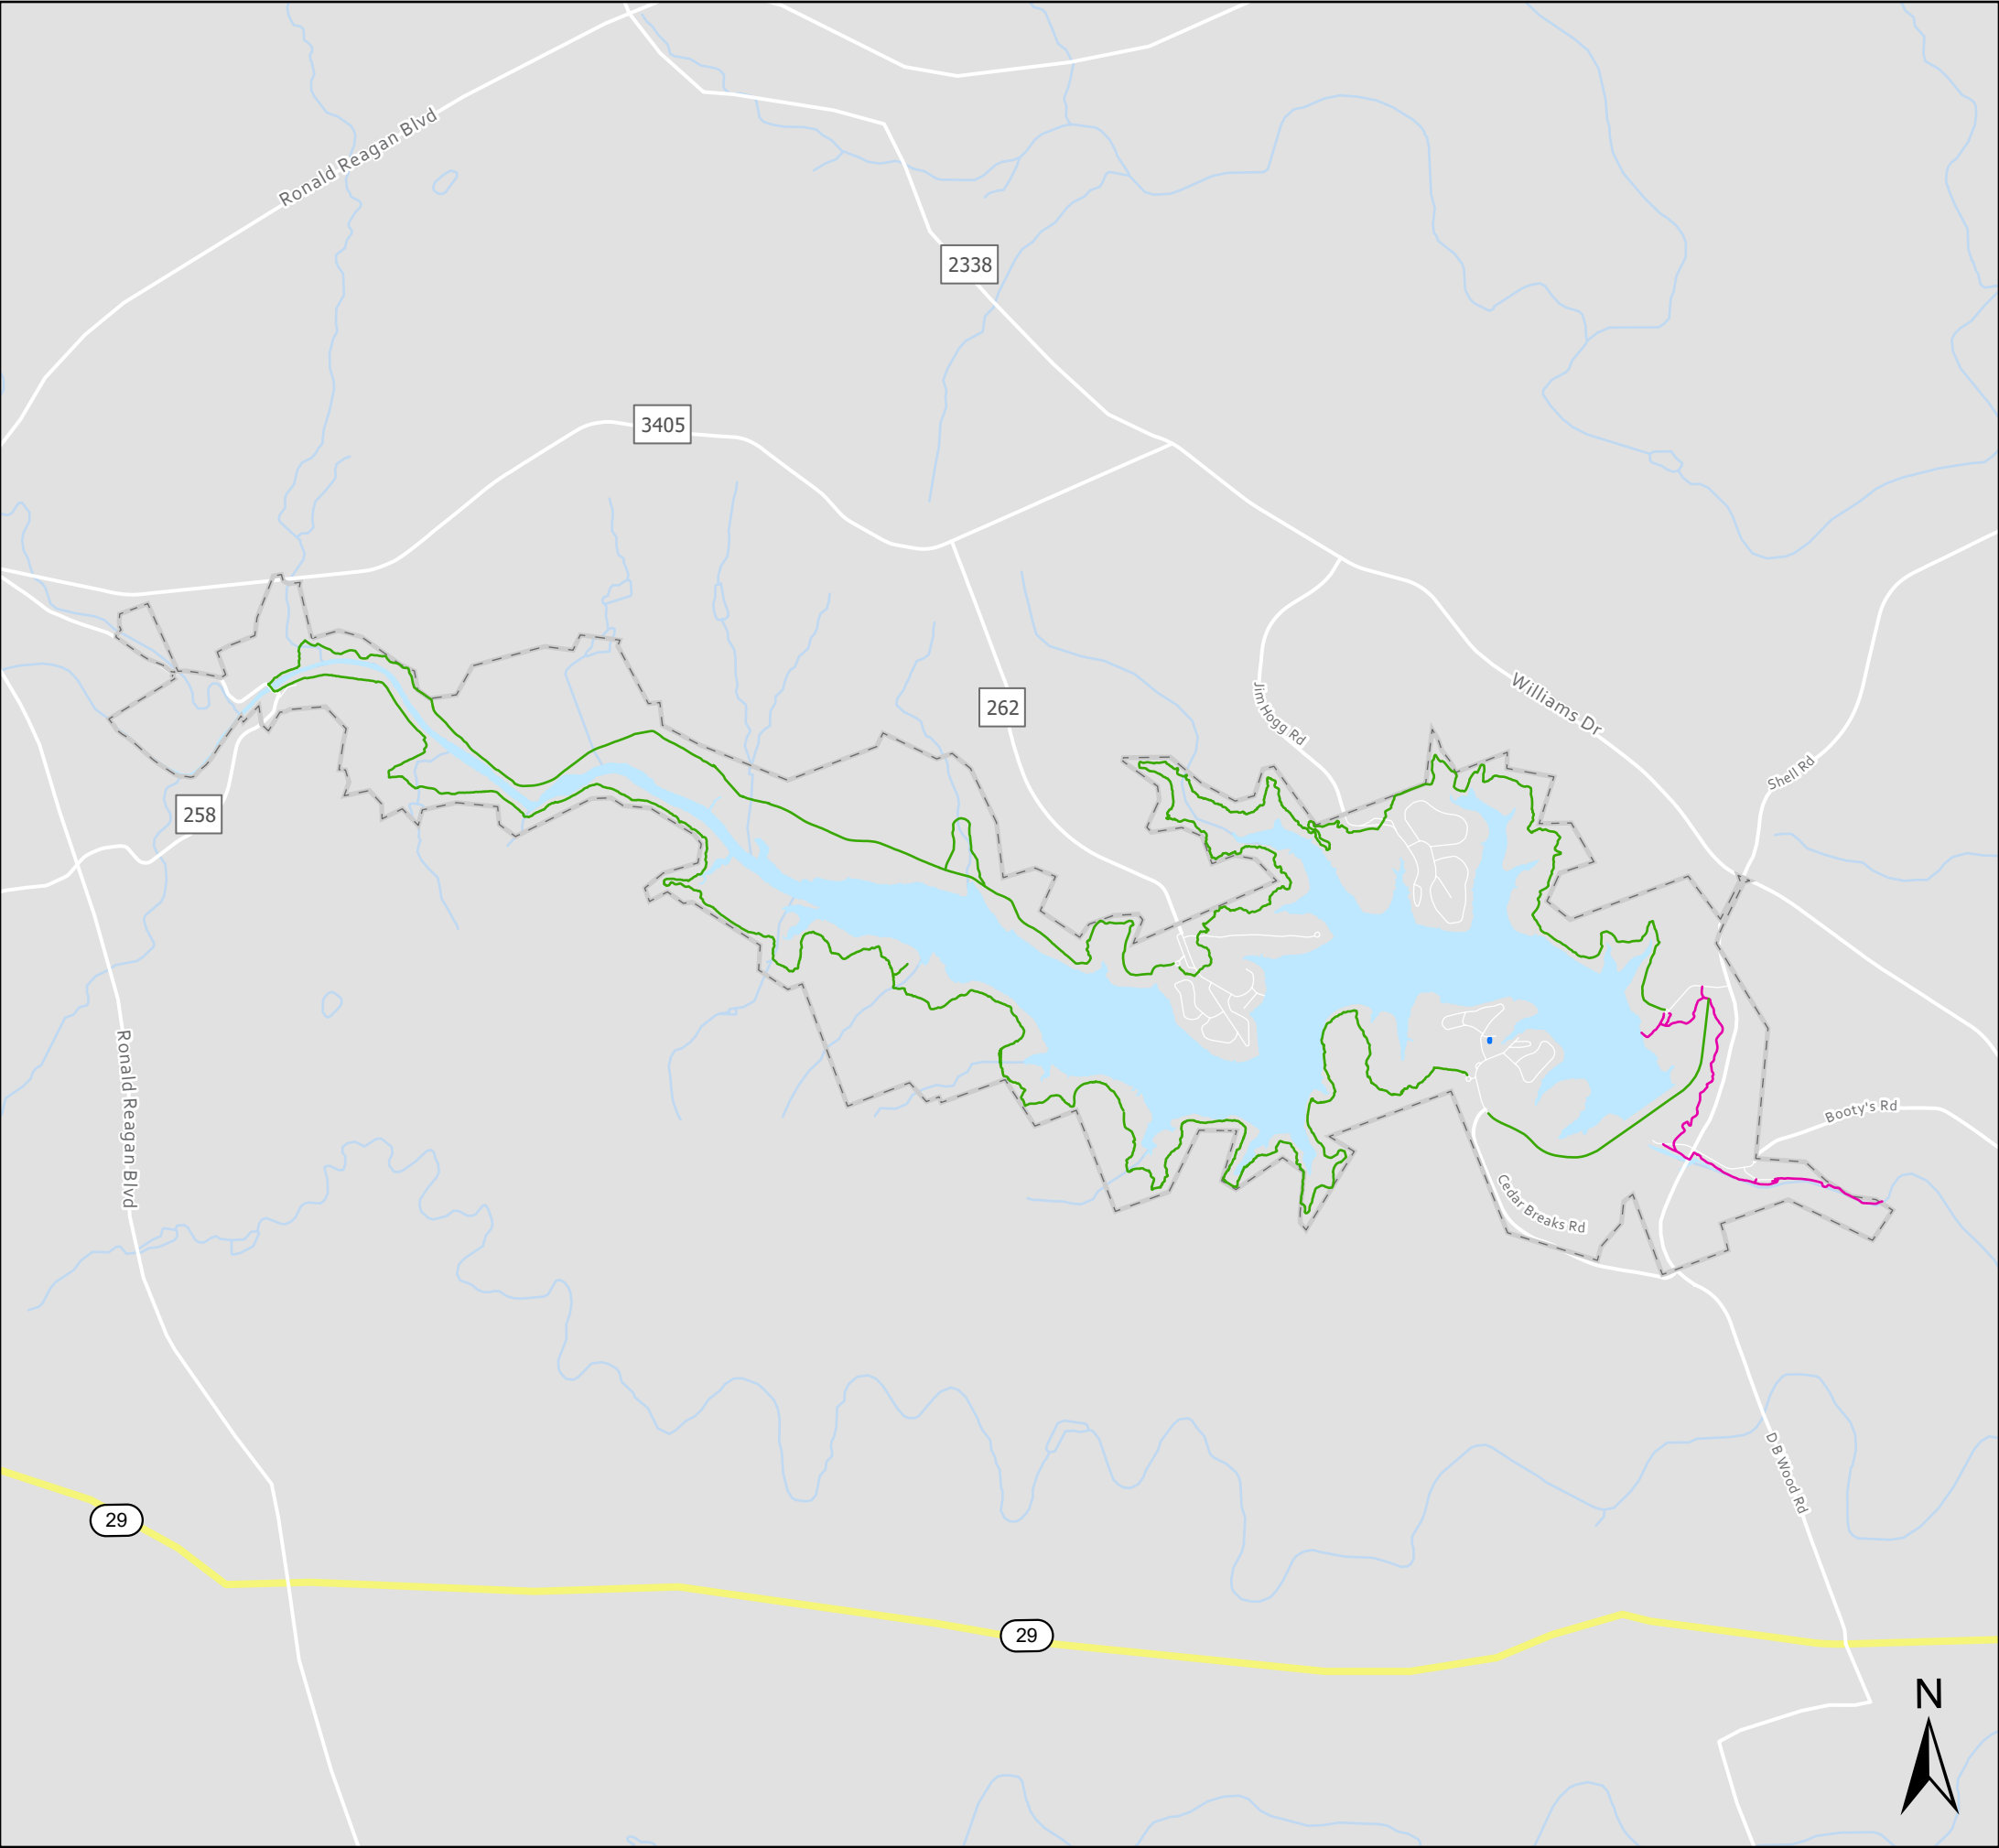 Ronald Reagan Blvd
2338
3405
262
Jim Hogg Rd
Williams Dr
Shell Rd
258
Ronald Reagan Blvd
Booty's Rd
Cedar Breaks Rd
D B Wood Rd
29
29
N